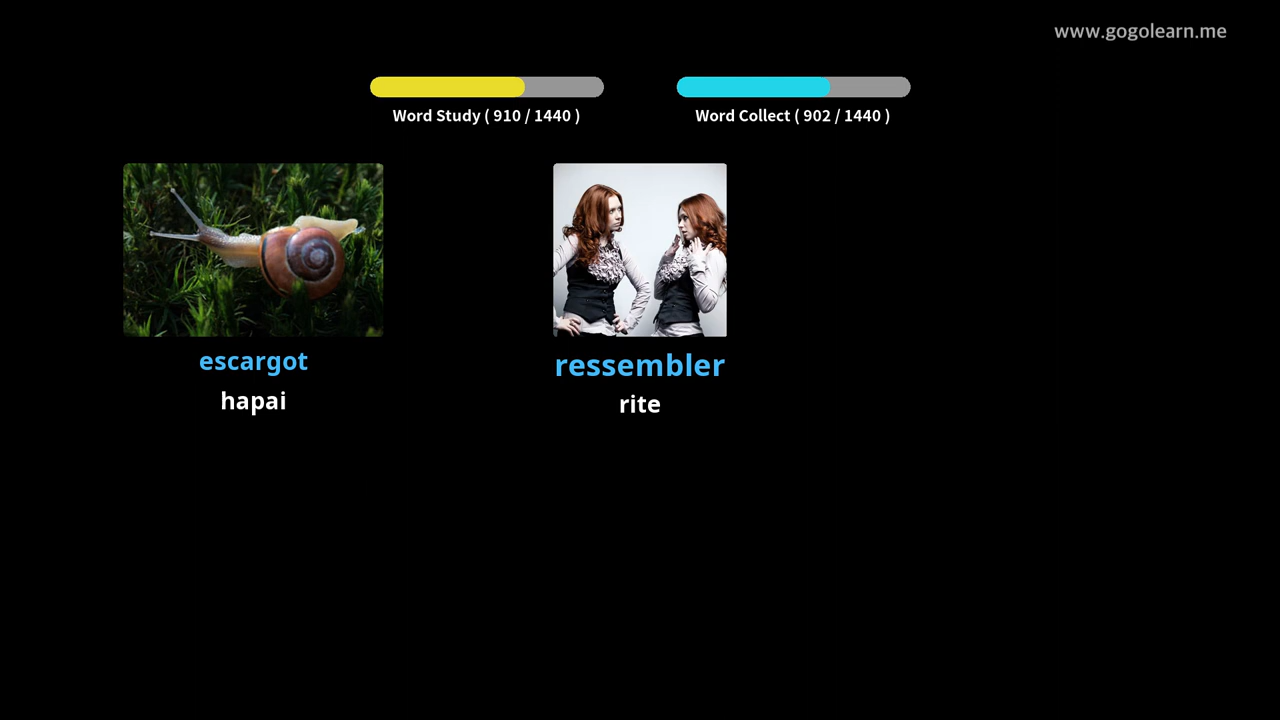 www.gogolearn.me
Word Study ( 910 / 1440 )
Word Collect ( 902 / 1440 )
escargot
hapai
ressembler
rite